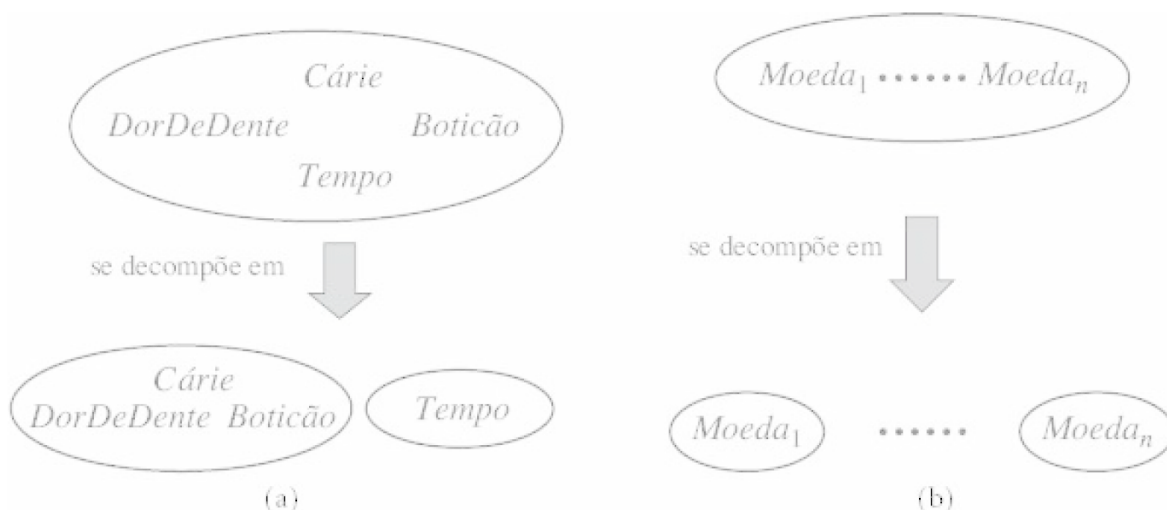 Cárie
DorDeDente Boticão
Tempo
se decompõe em
Cárie
DorDeDente Boticão
Tempo
(a)
Moeda₁ ...... Moedaₙ
se decompõe em
Moeda₁ ...... Moedaₙ
(b)